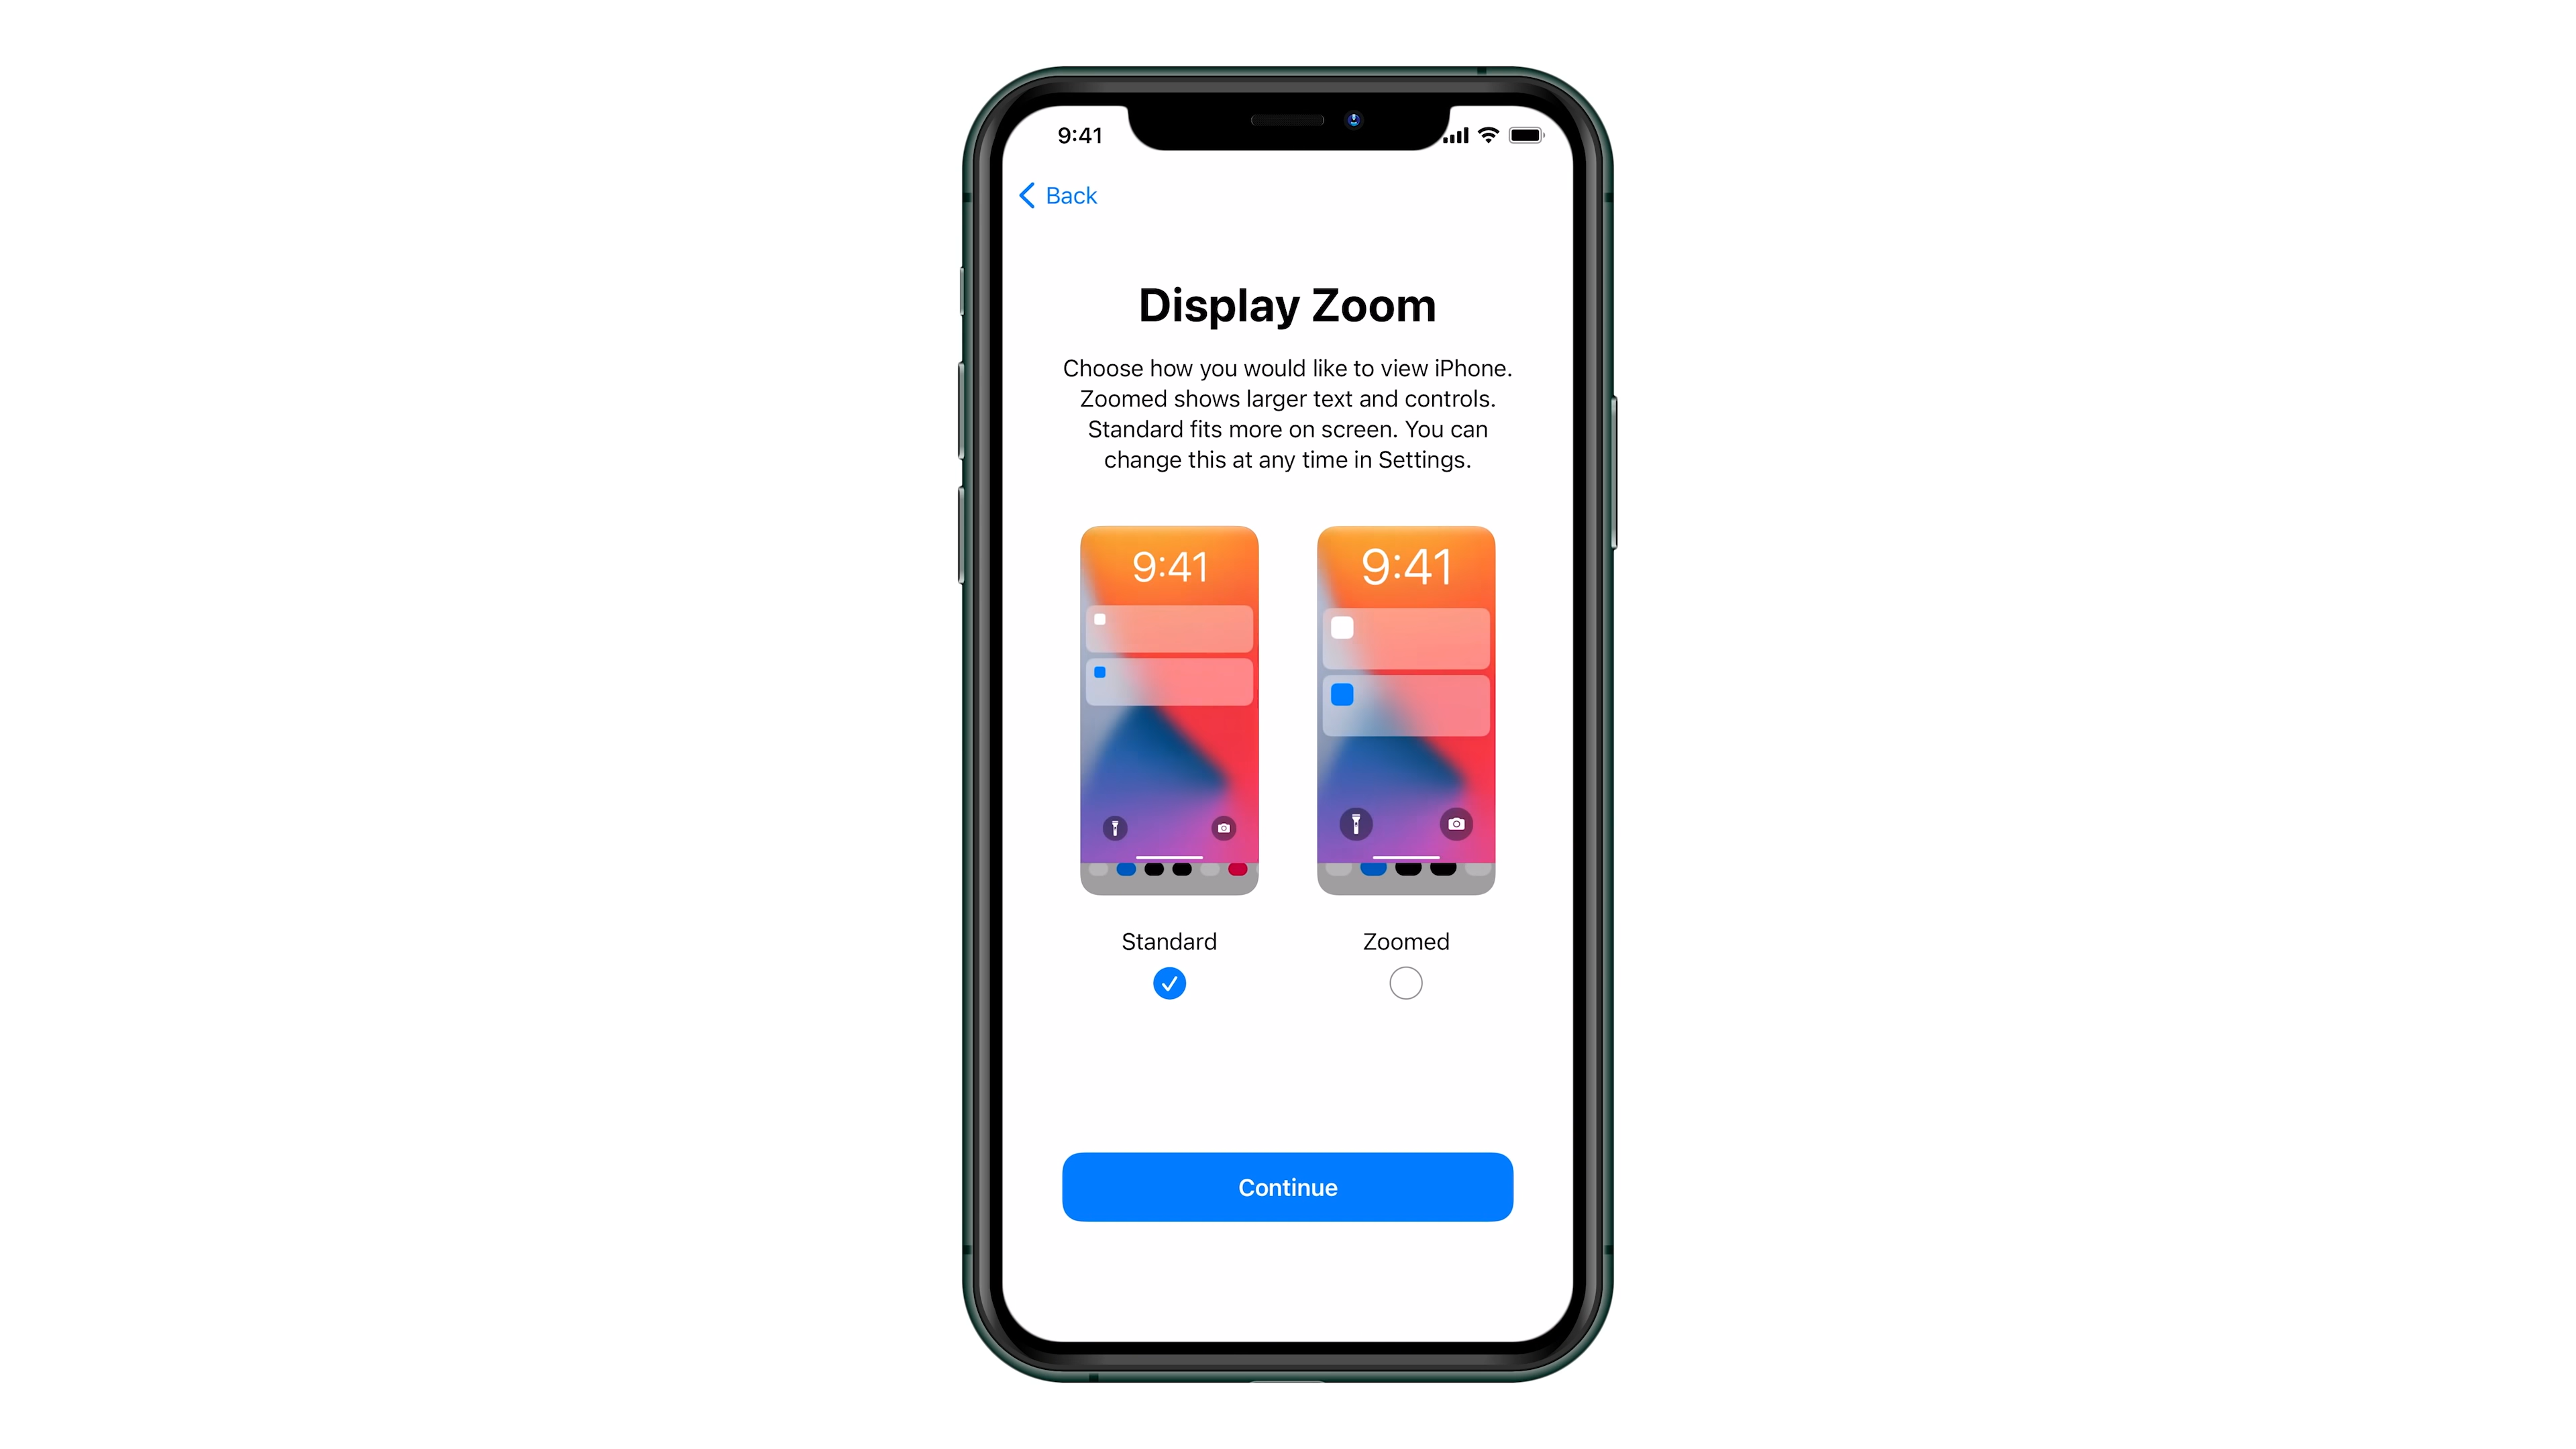 9:41
Back
Display Zoom
Choose how you would like to view iPhone.
Zoomed shows larger text and controls.
Standard fits more on screen. You can
change this at any time in Settings.
9:41
9:41
Standard
Zoomed
Continue